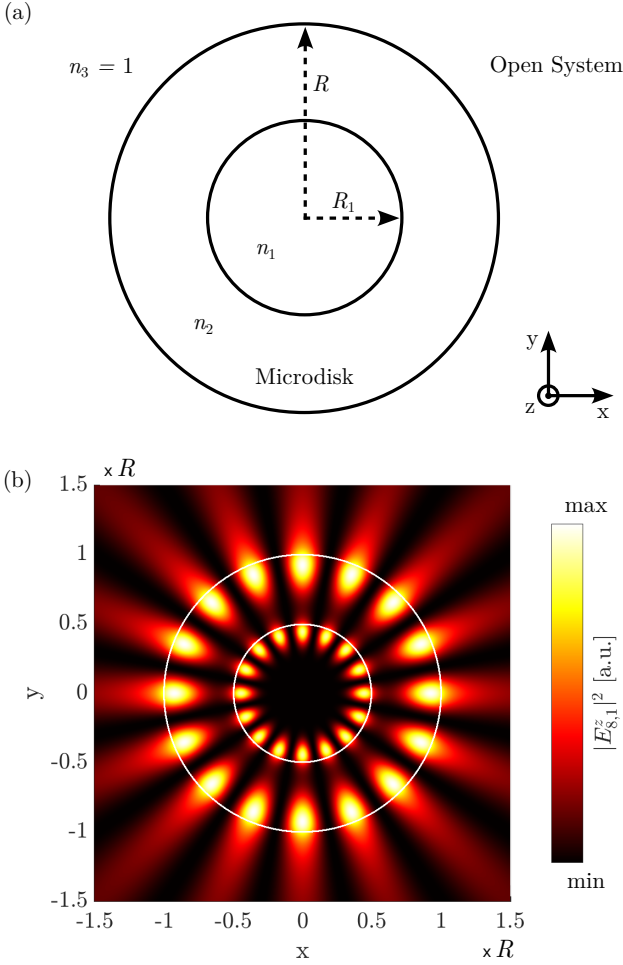 (a)
n₃ = 1
Open System
R
R₁
n₁
n₂
Microdisk
y
z
x
(b)
× R
max
1.5
1
0.5
0
-0.5
-1
-1.5
y
-1.5 -1 -0.5 0 0.5 1 1.5
x
× R
|E^z_{8,1}|² [a.u.]
min